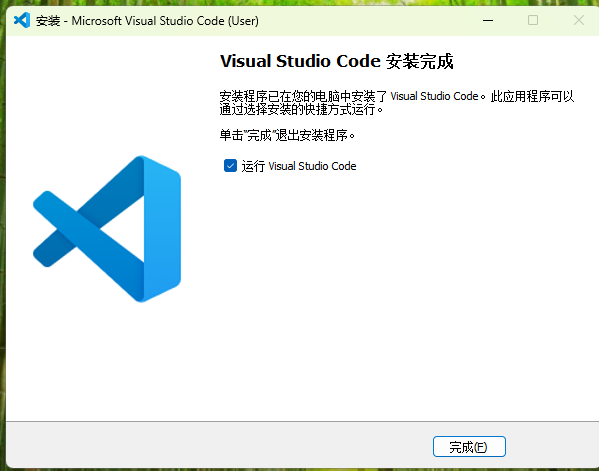 安装 - Microsoft Visual Studio Code (User)
Visual Studio Code 安装完成
安装程序已在您的电脑中安装了 Visual Studio Code。此应用程序可以
通过选择安装的快捷方式运行。
单击“完成”退出安装程序。
运行 Visual Studio Code
完成(F)